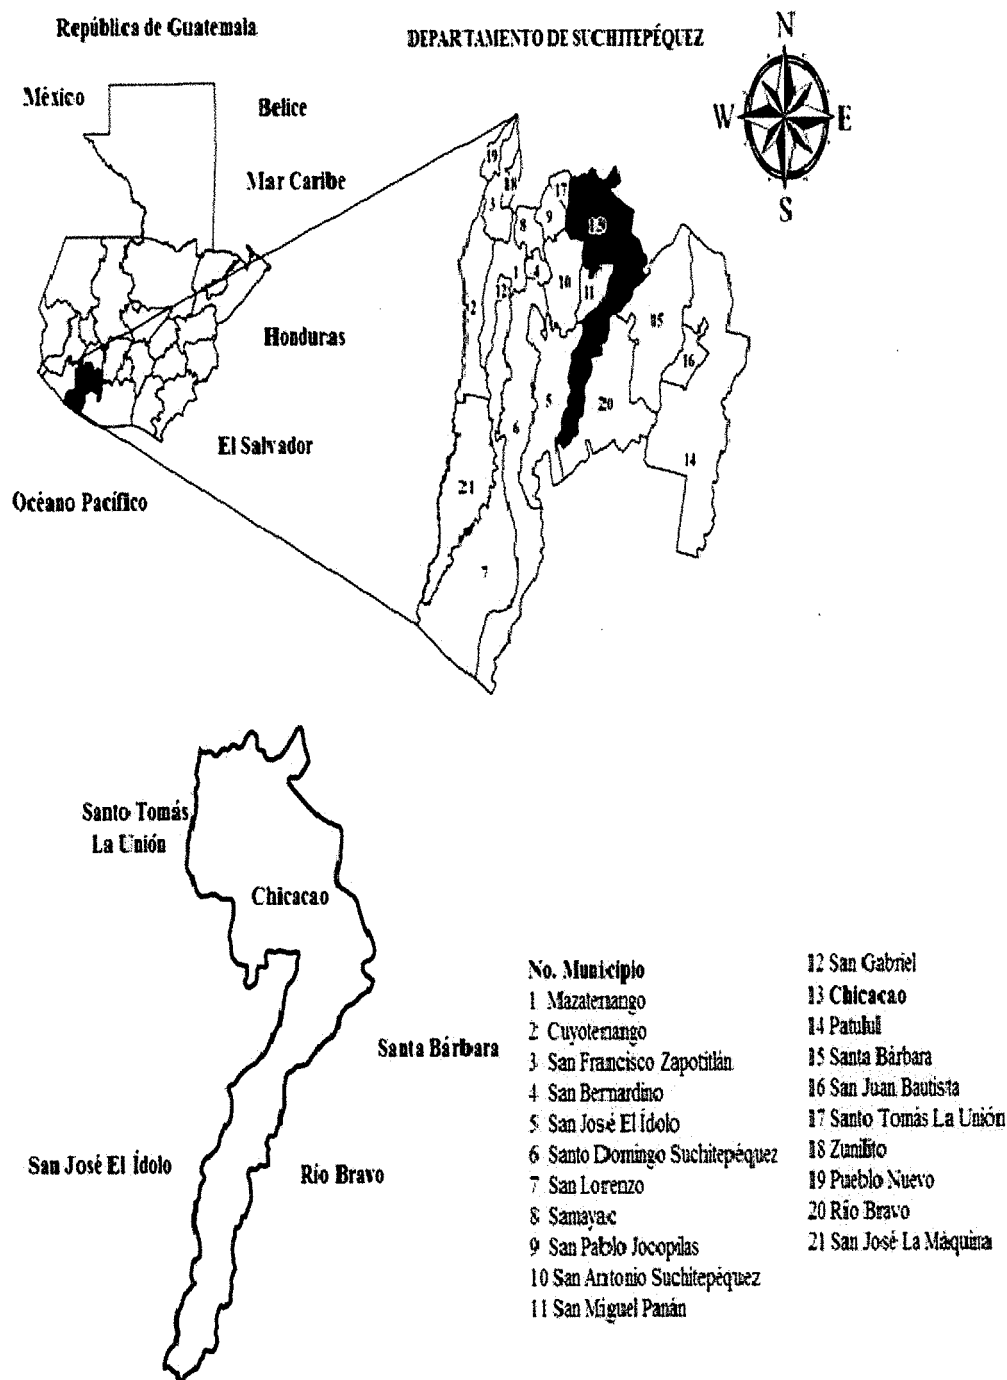 República de Guatemala
DEPARTAMENTO DE SUCHITEPÉQUEZ
N
W
E
S
México
Belice
Mar Caribe
Honduras
El Salvador
Océano Pacífico
19
18
3
17
9
8
13
1
4
10
11
12
2
15
16
5
20
6
14
21
7
Santo Tomás
La Unión
Chicacao
Santa Bárbara
San José El Ídolo
Río Bravo
No. Municipio
1 Mazatenango
2 Cuyotenango
3 San Francisco Zapotitlán
4 San Bernardino
5 San José El Ídolo
6 Santo Domingo Suchitepéquez
7 San Lorenzo
8 Samayac
9 San Pablo Jocopilas
10 San Antonio Suchitepéquez
11 San Miguel Panán
12 San Gabriel
13 Chicacao
14 Patulul
15 Santa Bárbara
16 San Juan Bautista
17 Santo Tomás La Unión
18 Zunilito
19 Pueblo Nuevo
20 Río Bravo
21 San José La Máquina